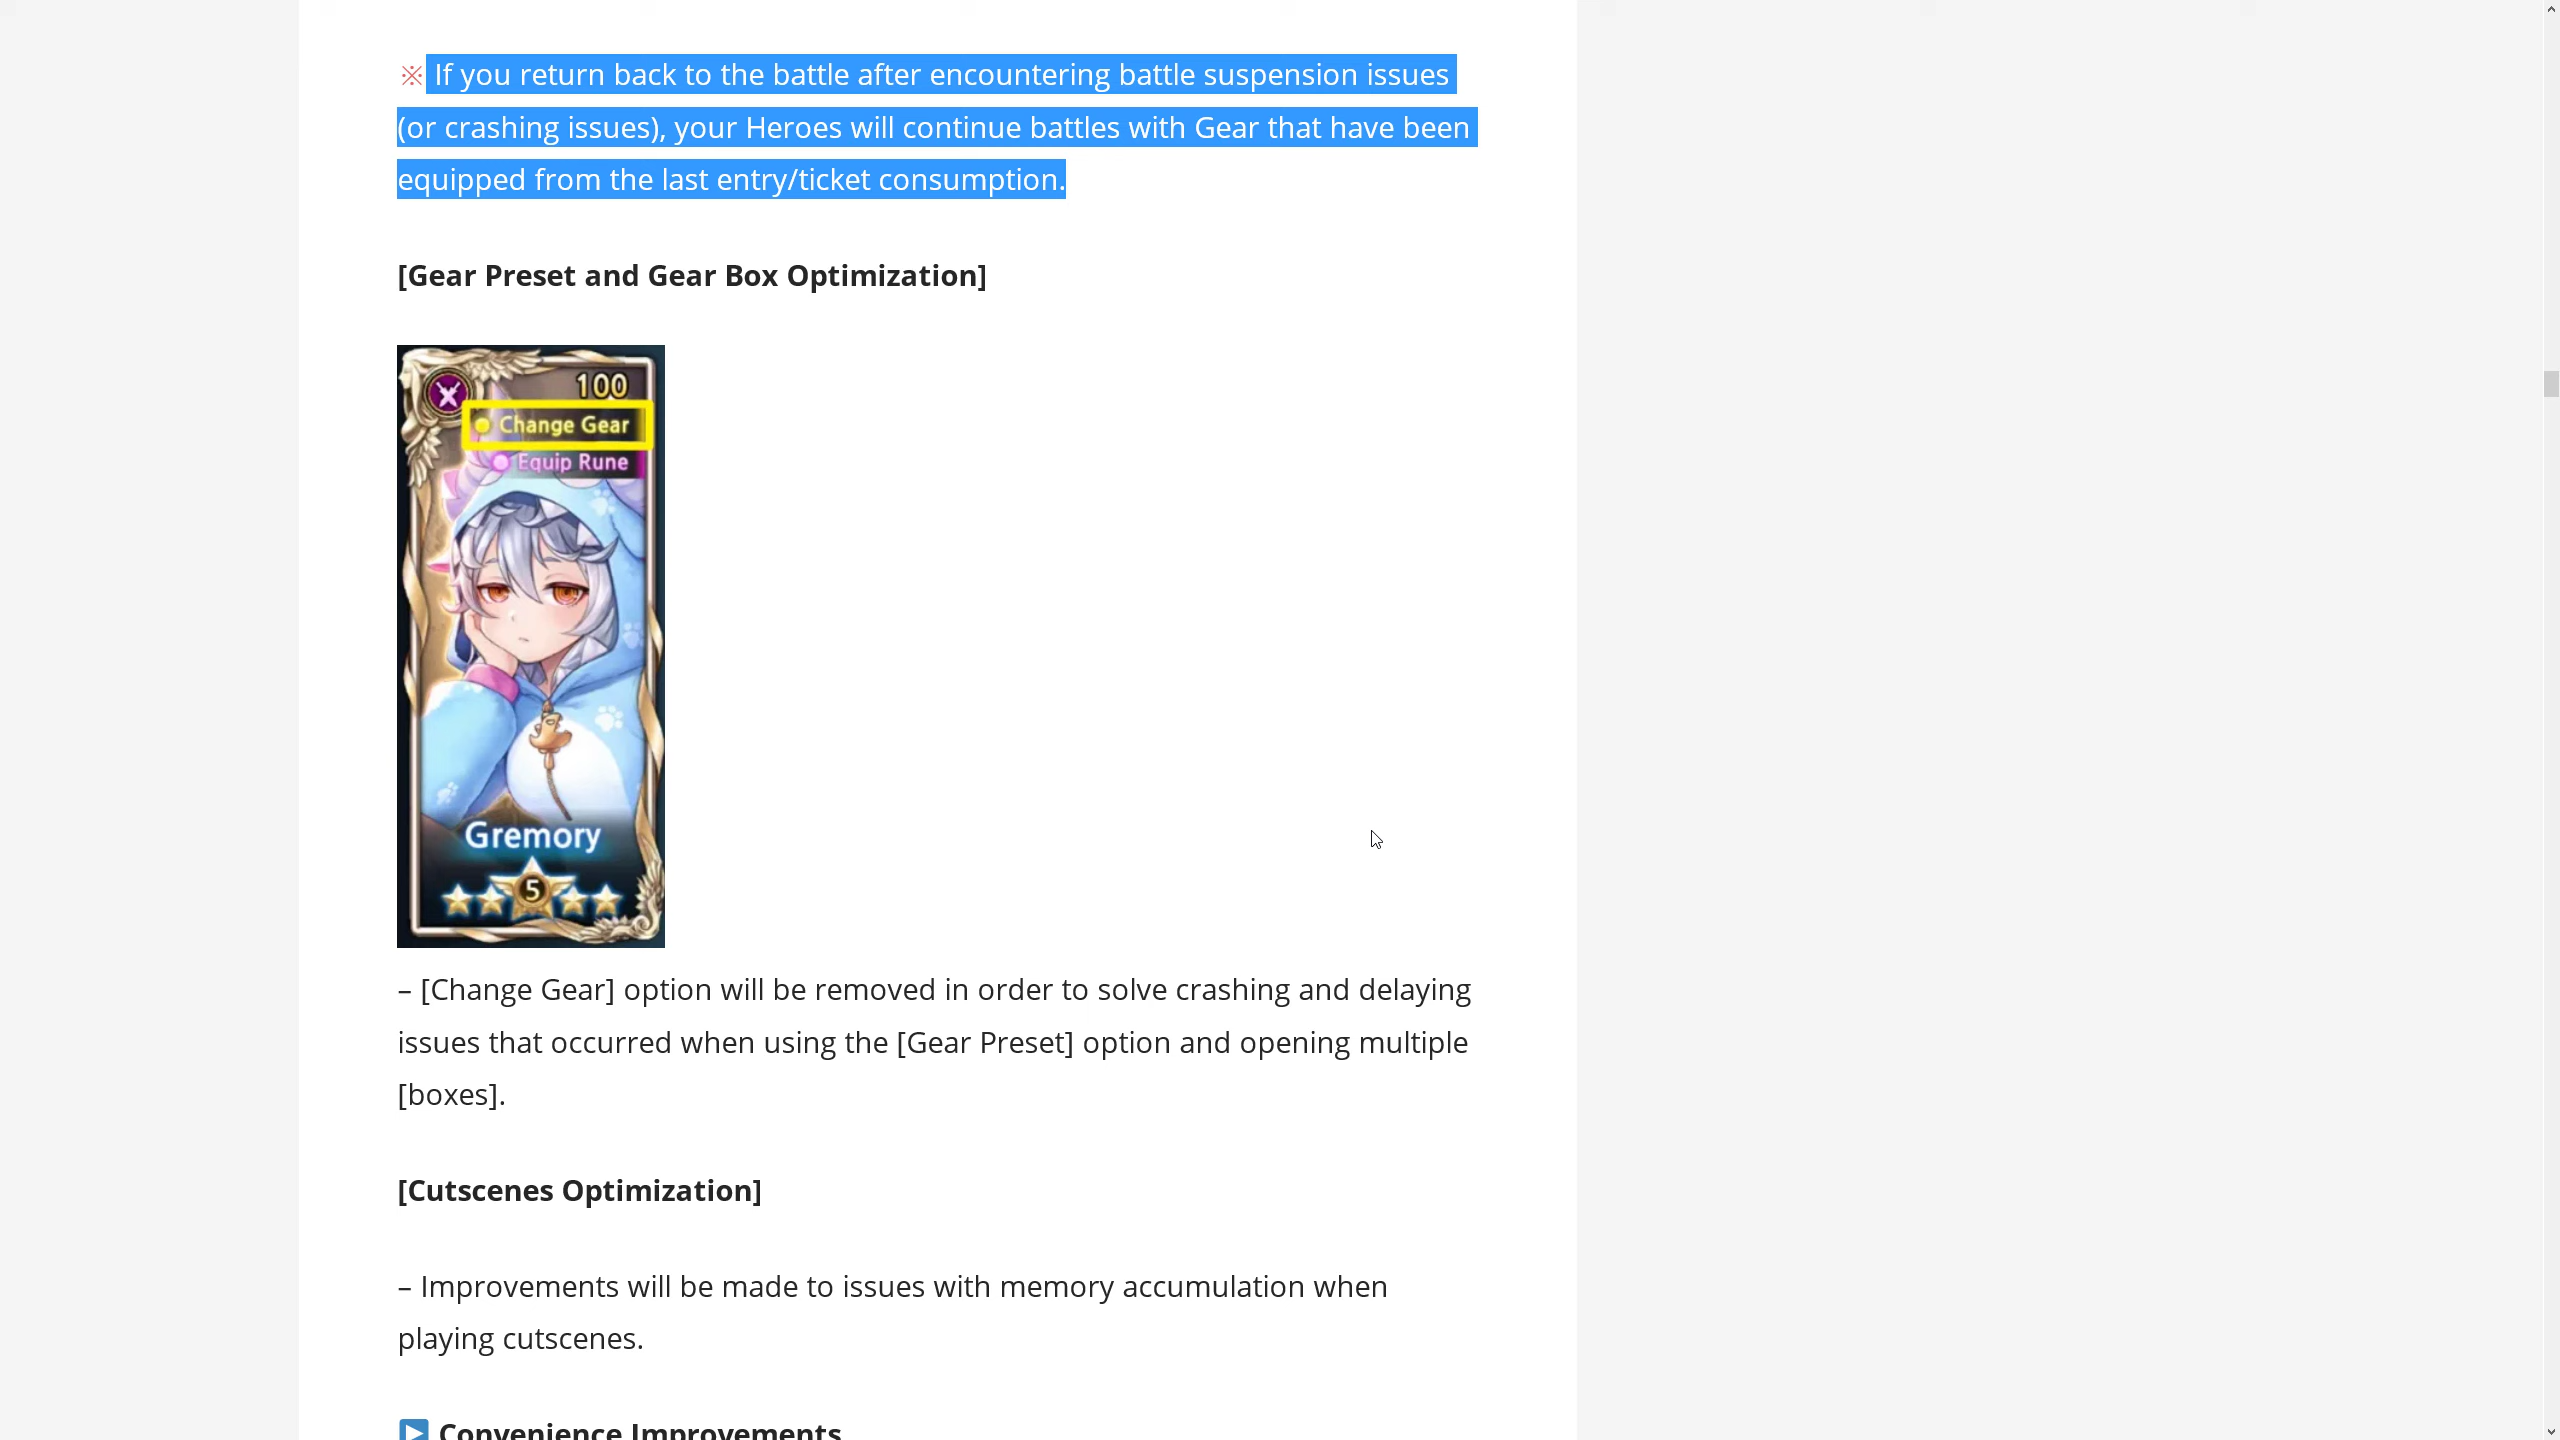 ※ If you return back to the battle after encountering battle suspension issues
(or crashing issues), your Heroes will continue battles with Gear that have been
equipped from the last entry/ticket consumption.
[Gear Preset and Gear Box Optimization]
100
Change Gear
Equip Rune
Gremory
5
– [Change Gear] option will be removed in order to solve crashing and delaying
issues that occurred when using the [Gear Preset] option and opening multiple
[boxes].
[Cutscenes Optimization]
– Improvements will be made to issues with memory accumulation when
playing cutscenes.
Convenience Improvements